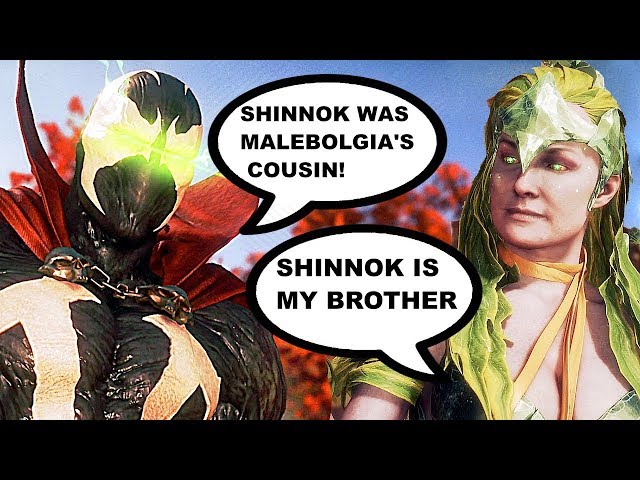 SHINNOK WAS
MALEBOLGIA'S
COUSIN!
SHINNOK IS
MY BROTHER